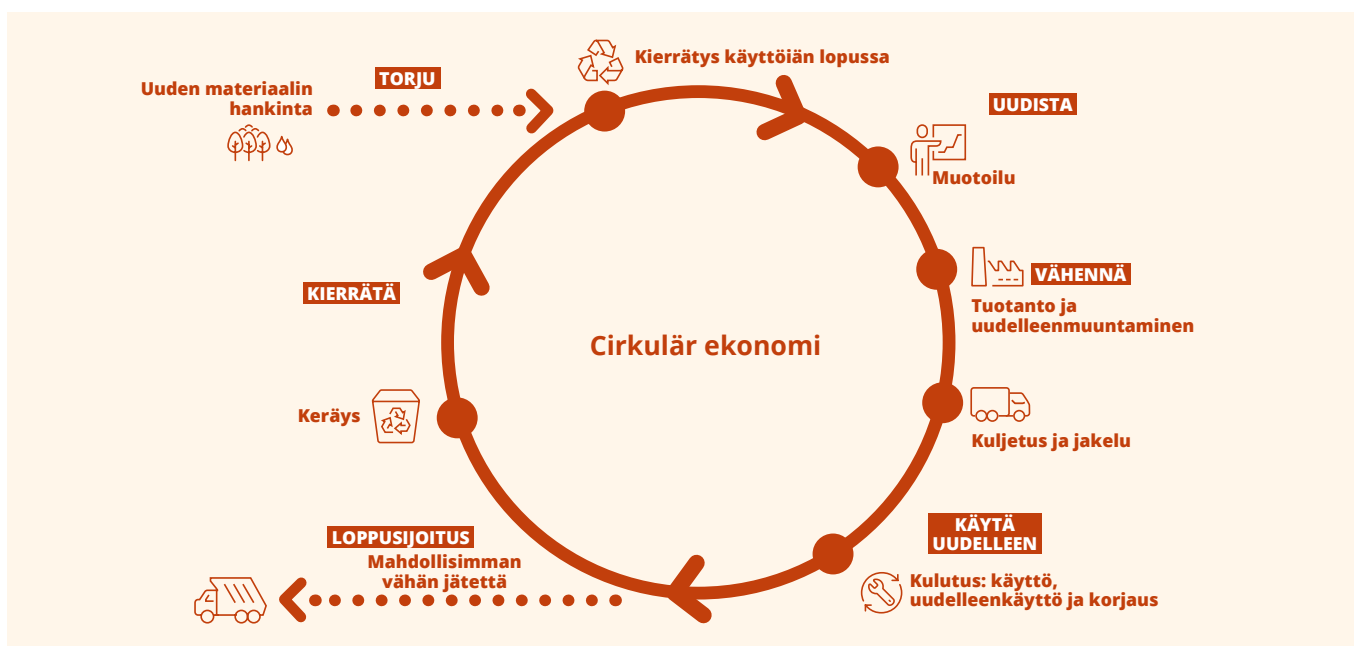 Kierrätys käyttöiän lopussa
TORJU
Uuden materiaalin
hankinta
UUDISTA
Muotoilu
VÄHENNÄ
Tuotanto ja
uudelleenmuuntaminen
KIERRÄTÄ
Cirkulär ekonomi
Keräys
Kuljetus ja jakelu
KÄYTÄ
UUDELLEEN
Kulutus: käyttö,
uudelleenkäyttö ja korjaus
LOPPUSIJOITUS
Mahdollisimman
vähän jätettä